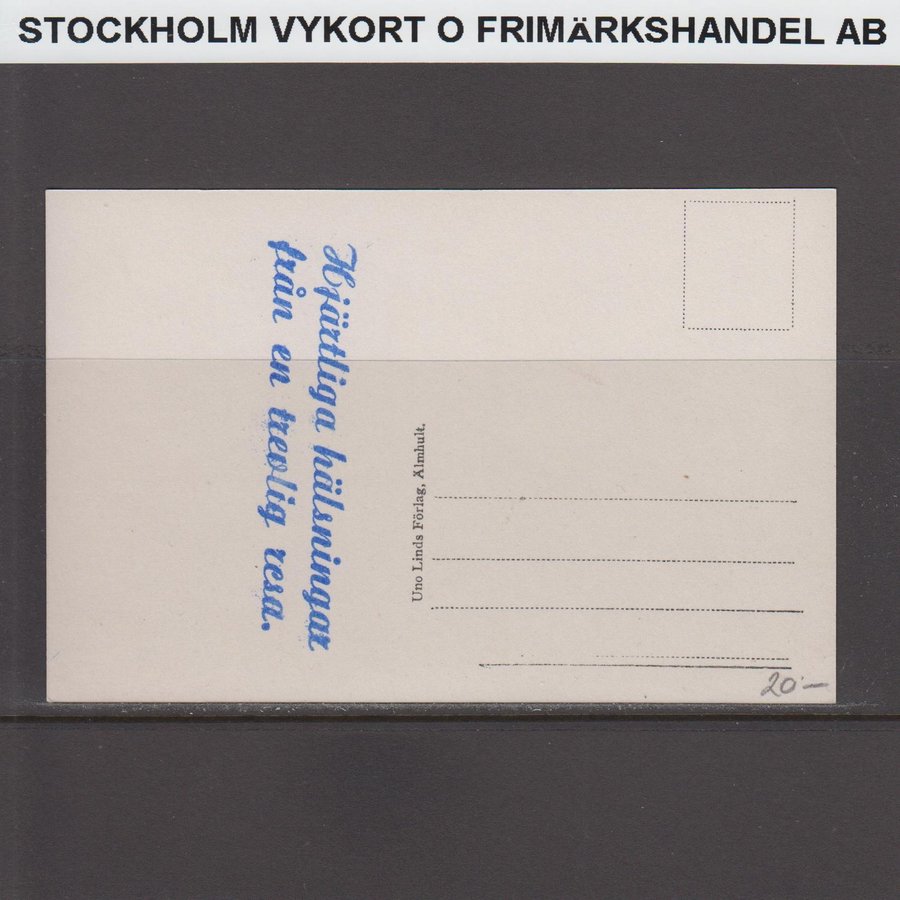 STOCKHOLM VYKORT O FRIMÄRKSHANDEL AB
Hjärtliga hälsningar
från en trevlig resa.
Uno Linds Förlag, Älmhult.
20:-